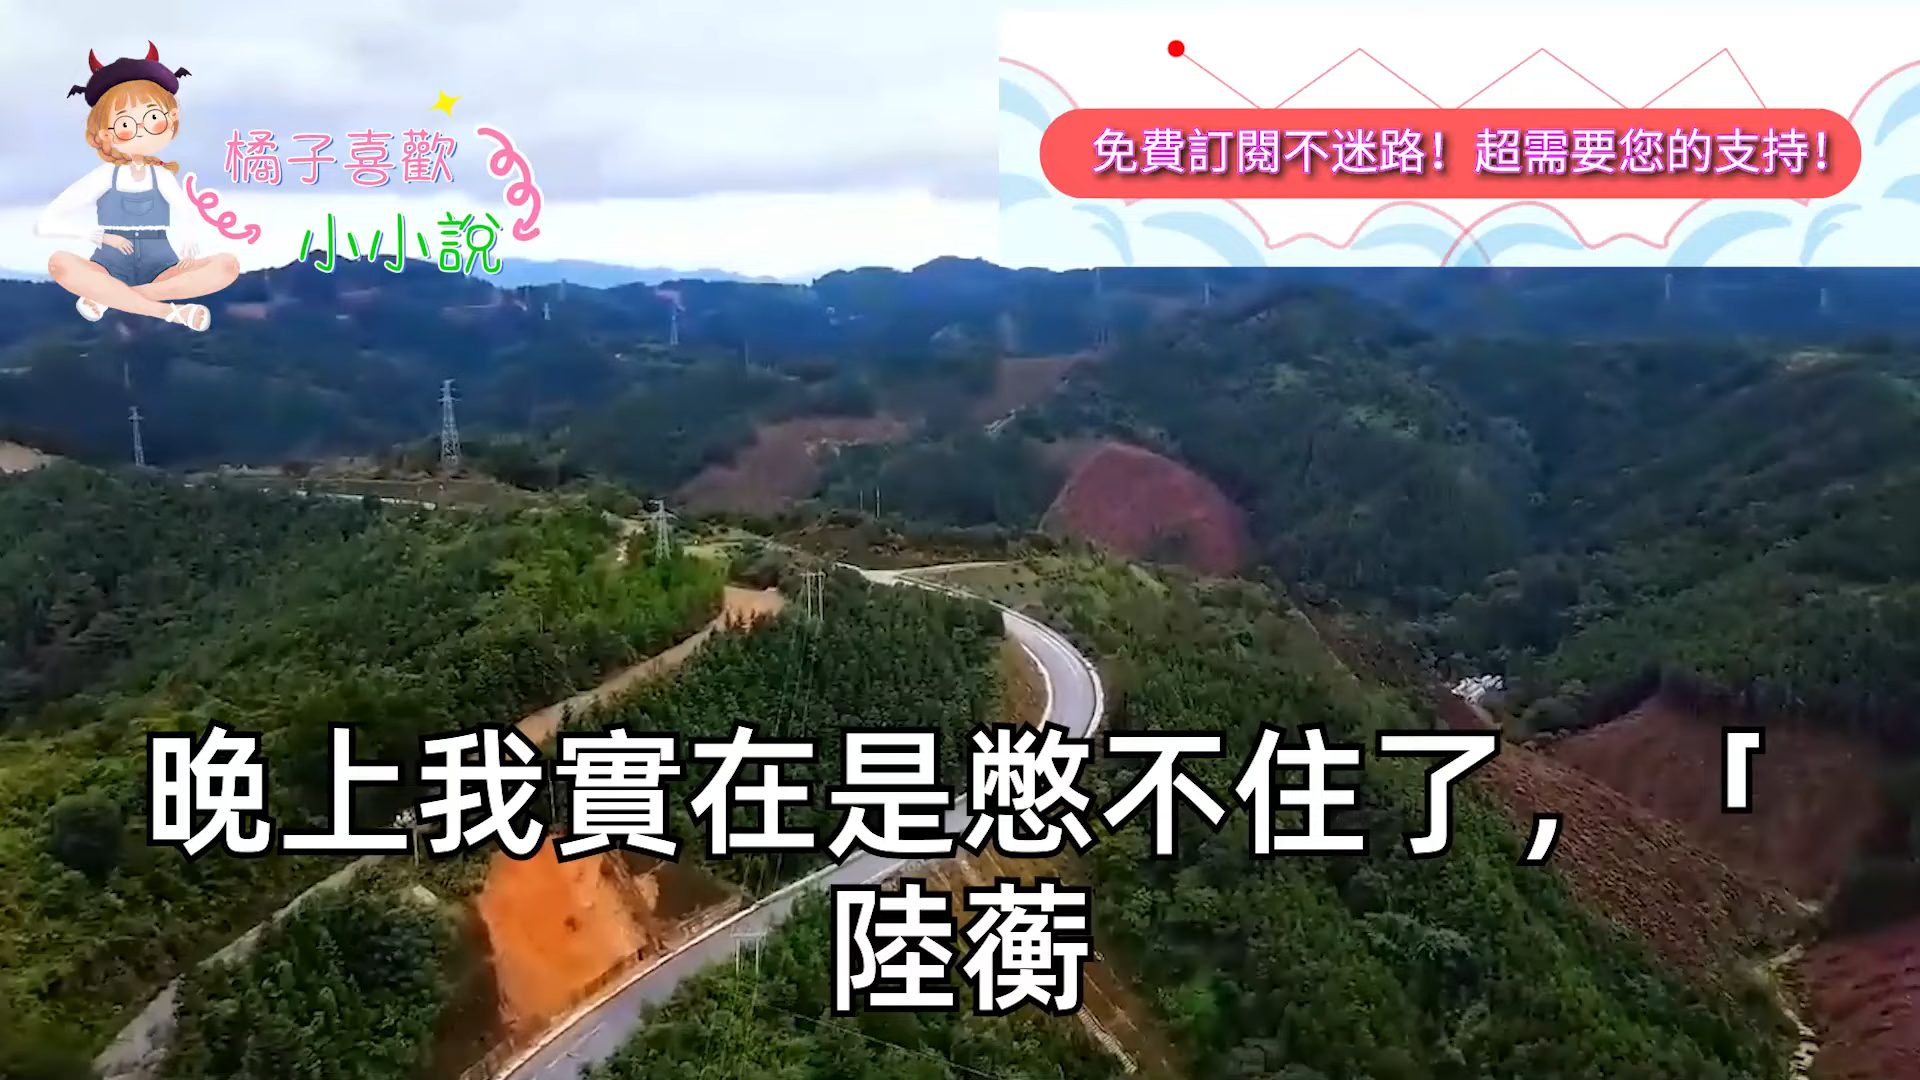 橘子喜歡
小小說
免費訂閱不迷路！超需要您的支持！
晚上我實在是憋不住了，「
陸蘅